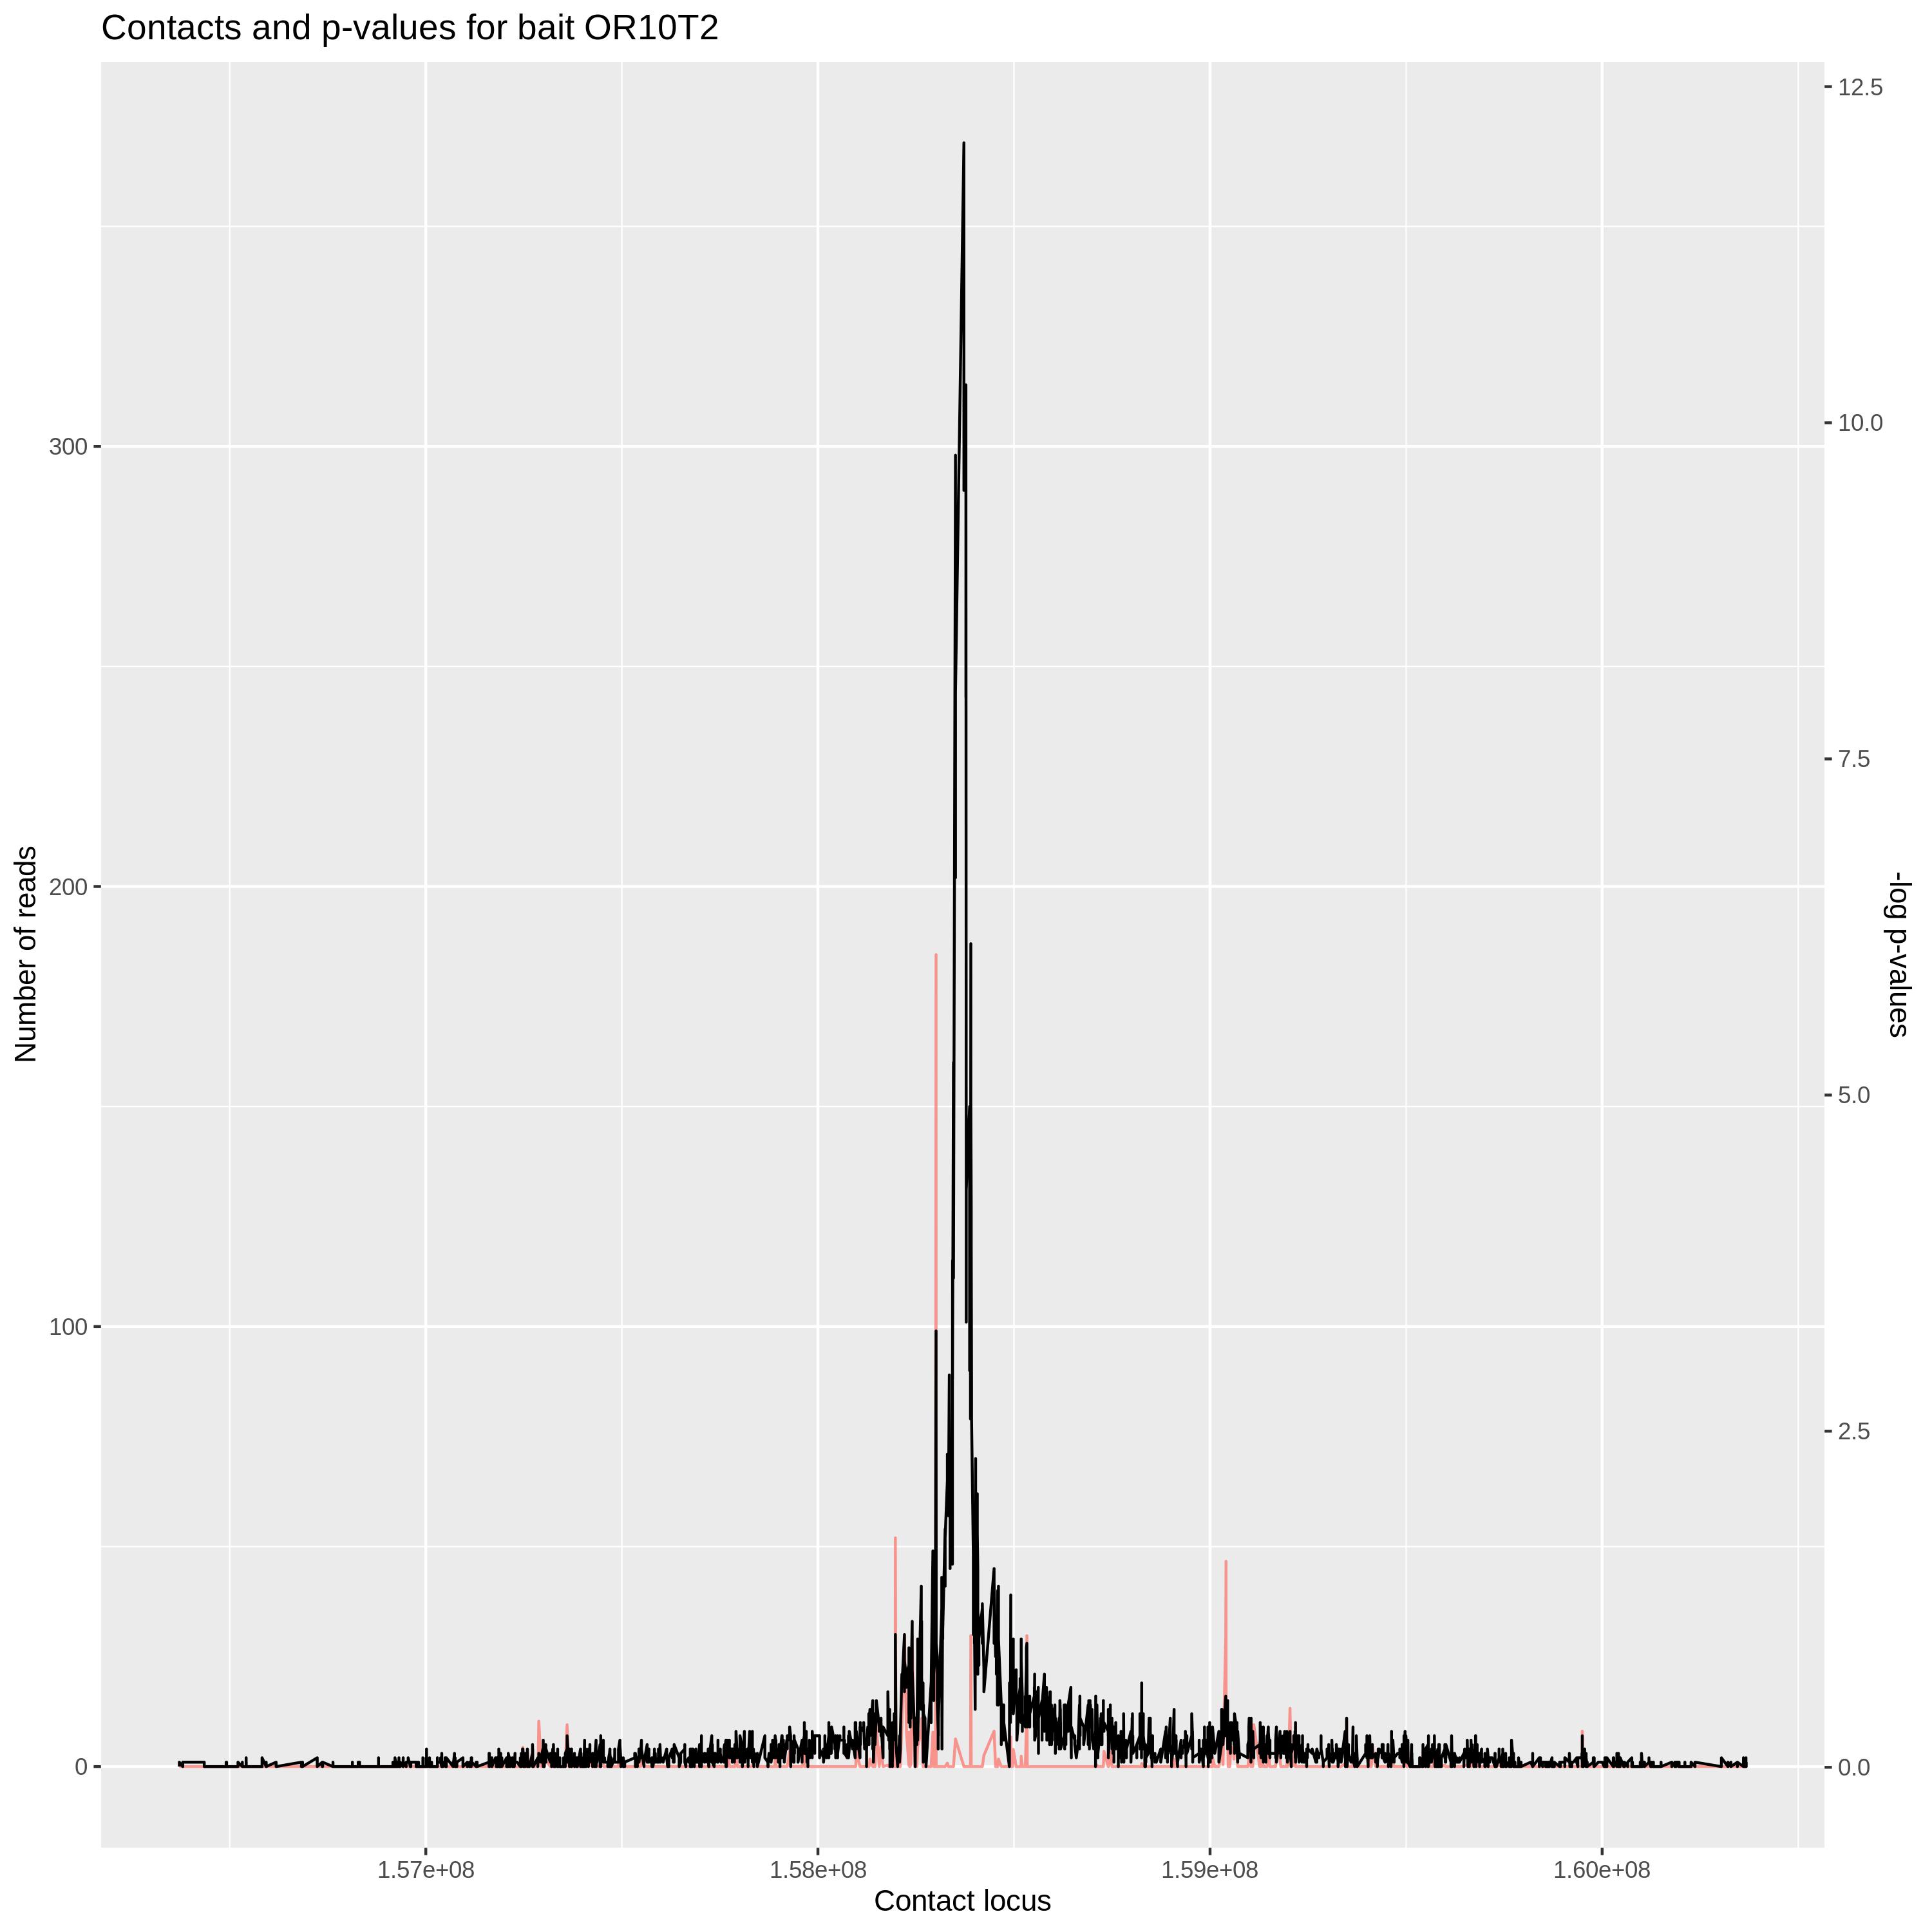 Contacts and p-values for bait OR10T2
Number of reads
300
200
100
0
12.5
10.0
7.5
5.0
2.5
0.0
-log p-values
1.57e+08
1.58e+08
1.59e+08
1.60e+08
Contact locus